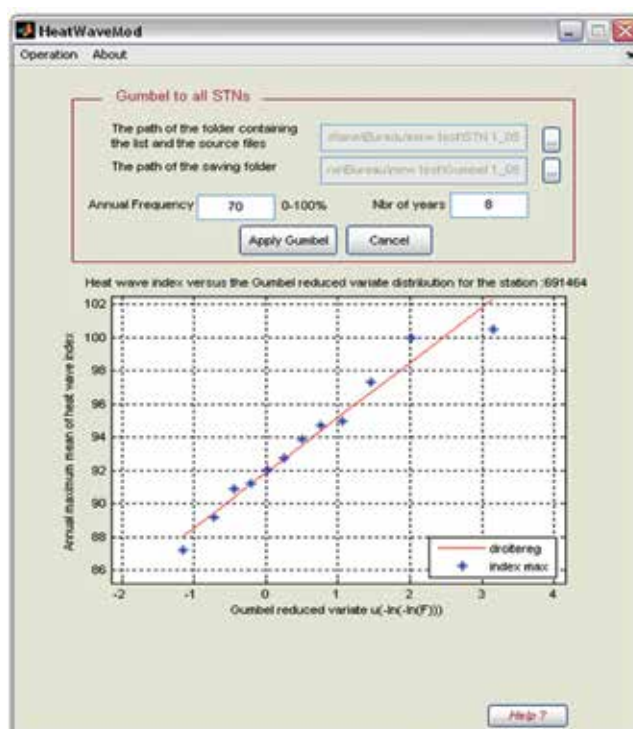 HeatWaveMod
Operation About
Gumbel to all STNs
The path of the folder containing
the list and the source files
...
The path of the saving folder
...
Annual Frequency 70 0-100% Nbr of years 8
Apply Gumbel Cancel
Heat wave index versus the Gumbel reduced variate distribution for the station :691464
Annual maximum mean of heat wave index
102
100
98
96
94
92
90
88
86
-2 -1 0 1 2 3 4
droitereg
index max
Gumbel reduced variate u(-ln(-ln(F)))
Help ?